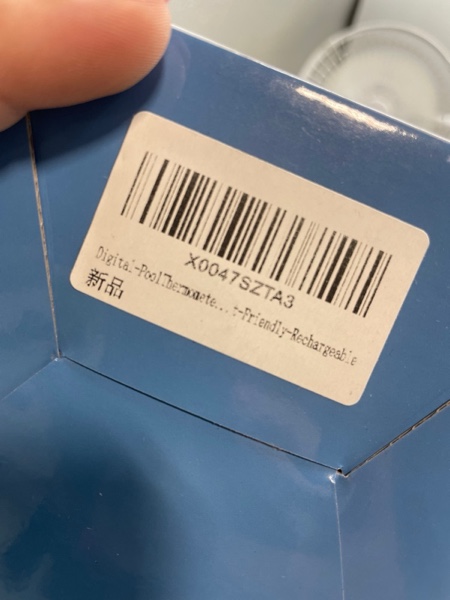 X0047SZTA3
Digital-PoolThermomete...t-Friendly-Rechargeable
新品